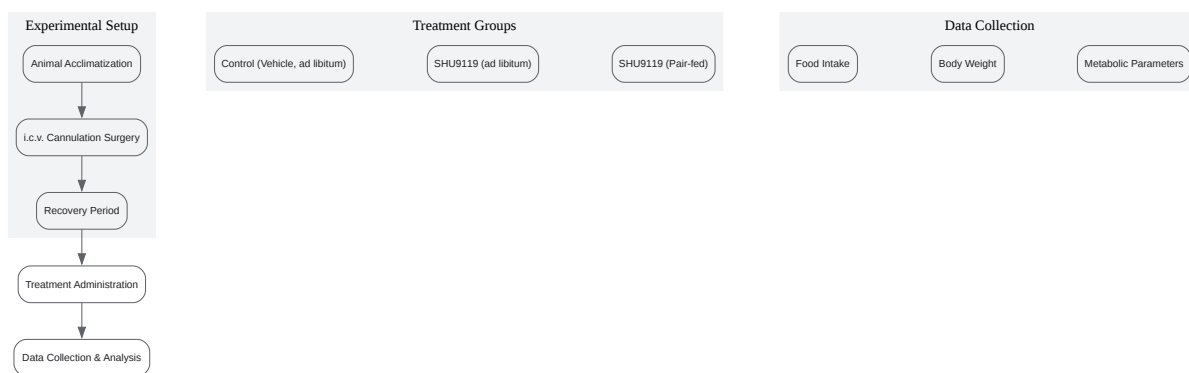 Experimental Setup
Animal Acclimatization
i.c.v. Cannulation Surgery
Recovery Period
Treatment Administration
Data Collection & Analysis
Treatment Groups
Control (Vehicle, ad libitum)
SHU9119 (ad libitum)
SHU9119 (Pair-fed)
Data Collection
Food Intake
Body Weight
Metabolic Parameters